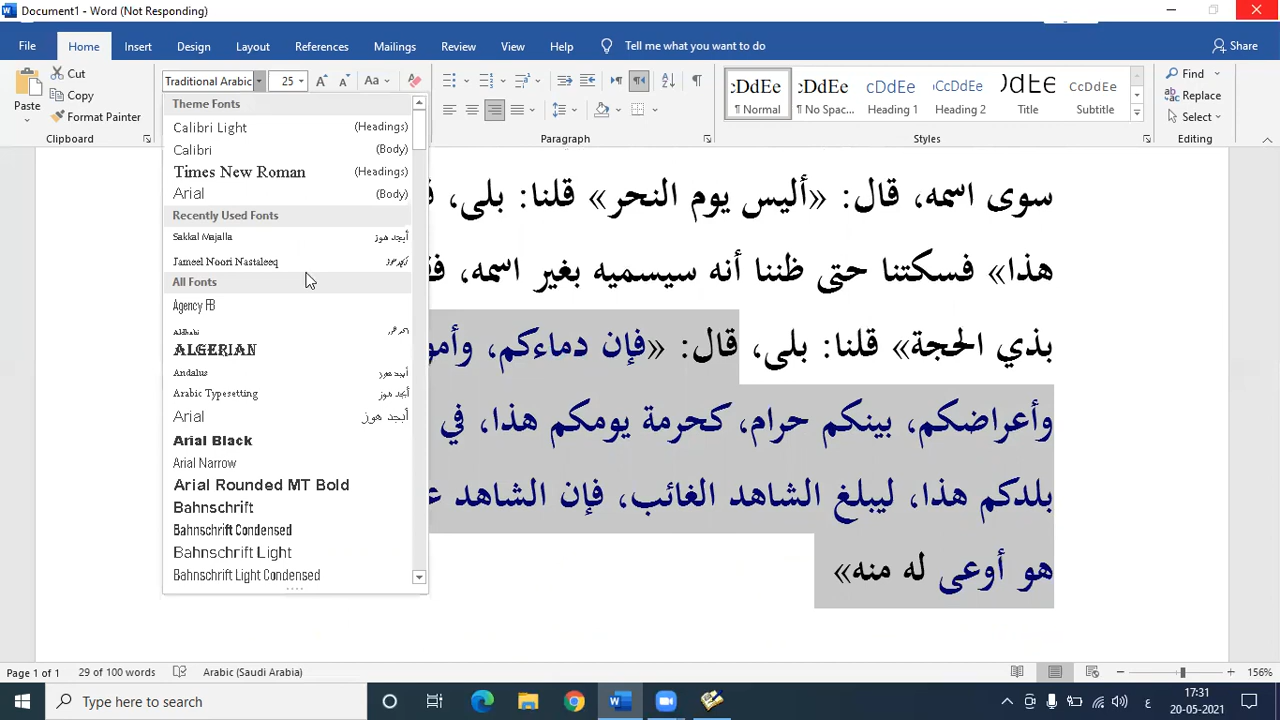 Document1 - Word (Not Responding)
File Home Insert Design Layout References Mailings Review View Help Tell me what you want to do Share
Paste
Cut
Copy
Format Painter
Clipboard
Traditional Arabic 25 Aa
Paragraph
AaBbCcDdEe
¶ Normal ¶ No Spac... Heading 1 Heading 2 Title Subtitle
Styles
Find
Replace
Select
Editing
Theme Fonts
Calibri Light (Headings)
Calibri (Body)
Times New Roman (Headings)
Arial (Body)
Recently Used Fonts
Sakkal Majalla أبجد هوز
Jameel Noori Nastaleeq
All Fonts
Agency FB
Aldhabi
ALGERIAN
Andalus أبجد هوز
Arabic Typesetting أبجد هوز
Arial أبجد هوز
Arial Black
Arial Narrow
Arial Rounded MT Bold
Bahnschrift
Bahnschrift Condensed
Bahnschrift Light
Bahnschrift Light Condensed
سوى اسمه، قال: «أليس يوم النحر» قلنا: بلى،
هذا» فسكتنا حتى ظننا أنه سيسميه بغير اسمه،
بذي الحجة» قلنا: بلى، قال: «فإن دماءكم،
وأعراضكم، بينكم حرام، كحرمة يومكم هذا، في
بلدكم هذا، ليبلغ الشاهد الغائب، فإن الشاهد
هو أوعى له منه»
Page 1 of 1 29 of 100 words Arabic (Saudi Arabia) 156%
Type here to search
ع
17:31
20-05-2021